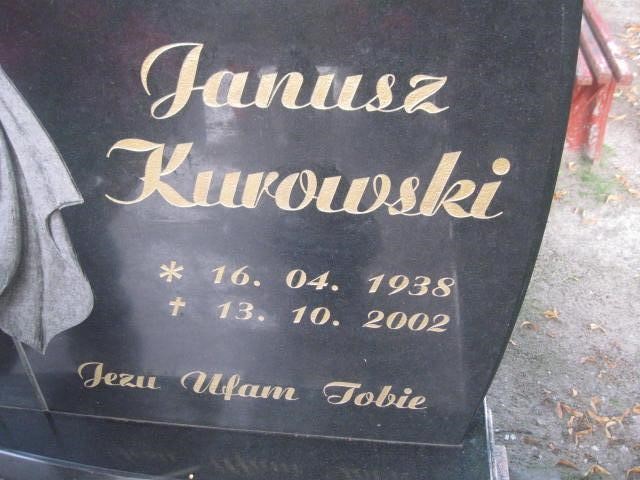 Janusz
Kurowski
* 16. 04. 1938
† 13. 10. 2002
Jezu Ufam Tobie